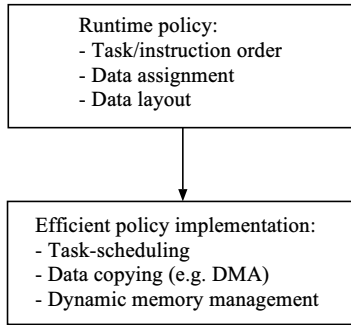 Runtime policy:
- Task/instruction order
- Data assignment
- Data layout
Efficient policy implementation:
- Task-scheduling
- Data copying (e.g. DMA)
- Dynamic memory management